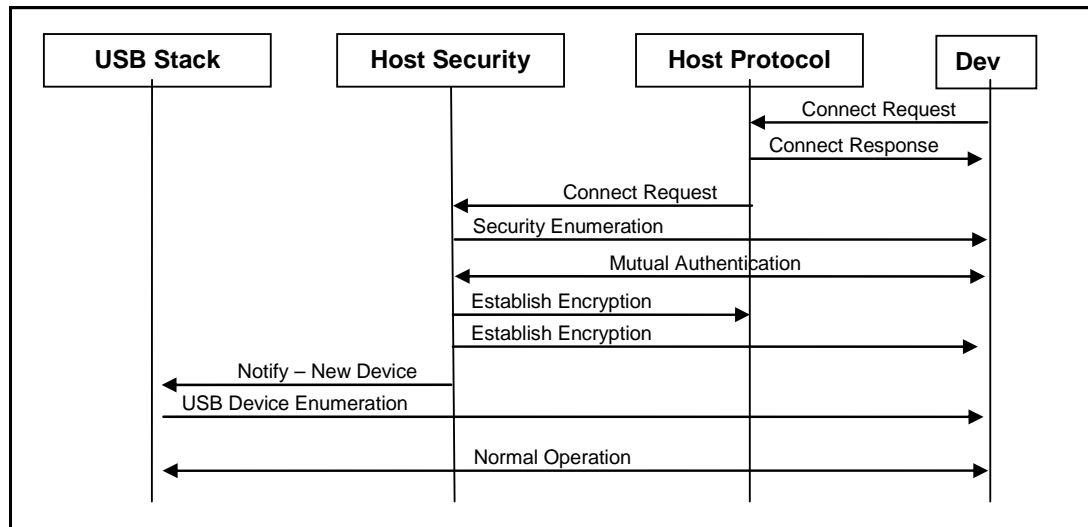 USB Stack
Host Security
Host Protocol
Dev
Connect Request
Connect Response
Connect Request
Security Enumeration
Mutual Authentication
Establish Encryption
Establish Encryption
Notify – New Device
USB Device Enumeration
Normal Operation